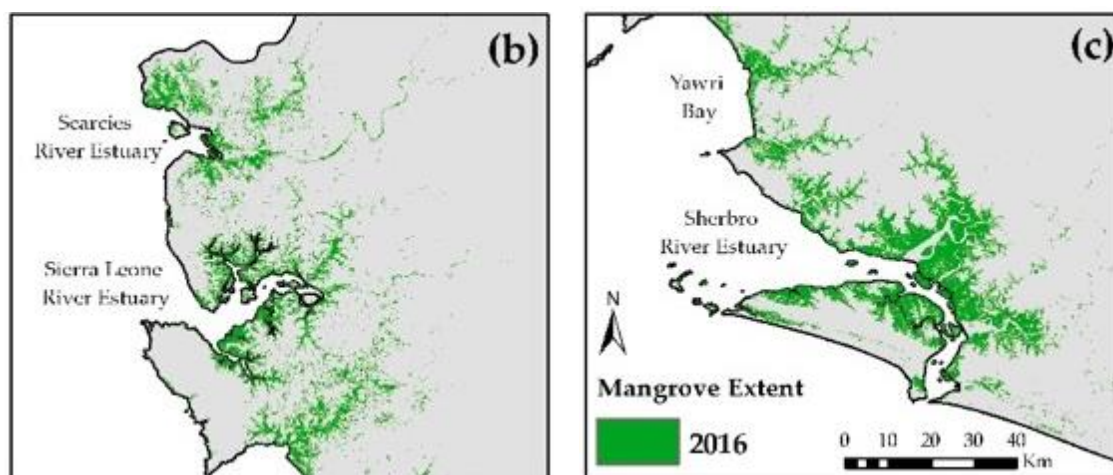 (b)
Scarcies
River Estuary
Sierra Leone
River Estuary
(c)
Yawri
Bay
Sherbro
River Estuary
N
Mangrove Extent
2016
0 10 20 30 40
Km